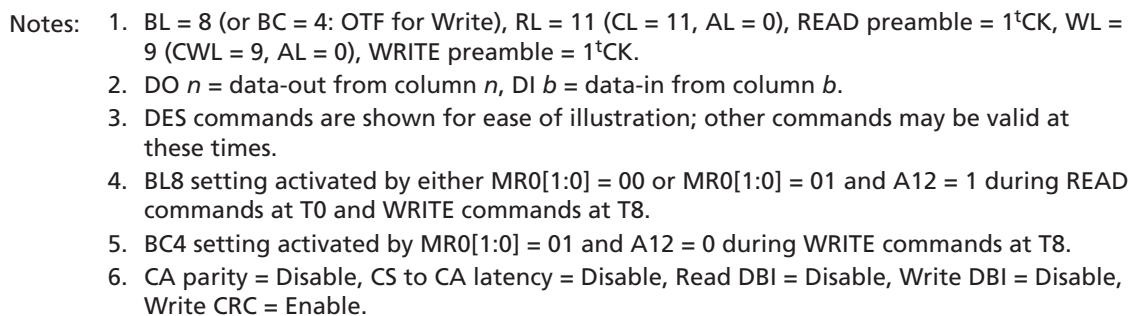 Notes: 1. BL = 8 (or BC = 4: OTF for Write), RL = 11 (CL = 11, AL = 0), READ preamble = 1ᵗCK, WL =
9 (CWL = 9, AL = 0), WRITE preamble = 1ᵗCK.
2. DO n = data-out from column n, DI b = data-in from column b.
3. DES commands are shown for ease of illustration; other commands may be valid at
these times.
4. BL8 setting activated by either MR0[1:0] = 00 or MR0[1:0] = 01 and A12 = 1 during READ
commands at T0 and WRITE commands at T8.
5. BC4 setting activated by MR0[1:0] = 01 and A12 = 0 during WRITE commands at T8.
6. CA parity = Disable, CS to CA latency = Disable, Read DBI = Disable, Write DBI = Disable,
Write CRC = Enable.